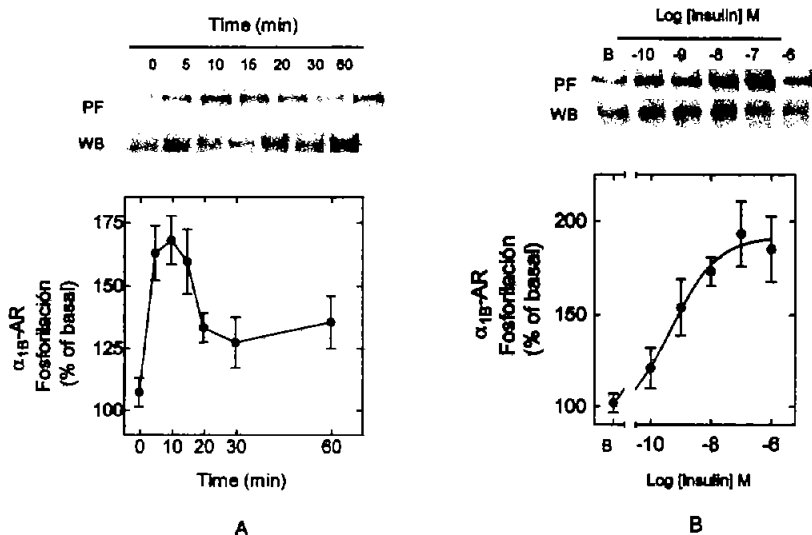 Time (min)
0 5 10 15 20 30 60
PF
WB
175
150
125
100
α1B-AR
Fosforilación
(% of basal)
0 10 20 30 60
Time (min)
A
Log [Insulin] M
B -10 -9 -8 -7 -6
PF
WB
200
150
100
α1B-AR
Fosforilación
(% of basal)
B -10 -8 -6
Log [Insulin] M
B